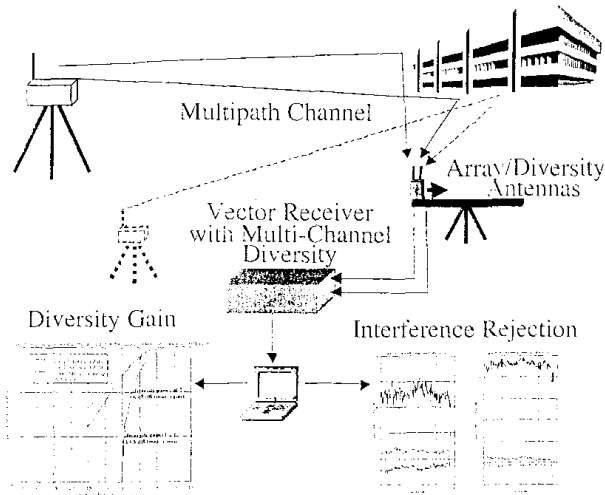 Multipath Channel
Array/Diversity
Antennas
Vector Receiver
with Multi-Channel
Diversity
Diversity Gain
Interference Rejection